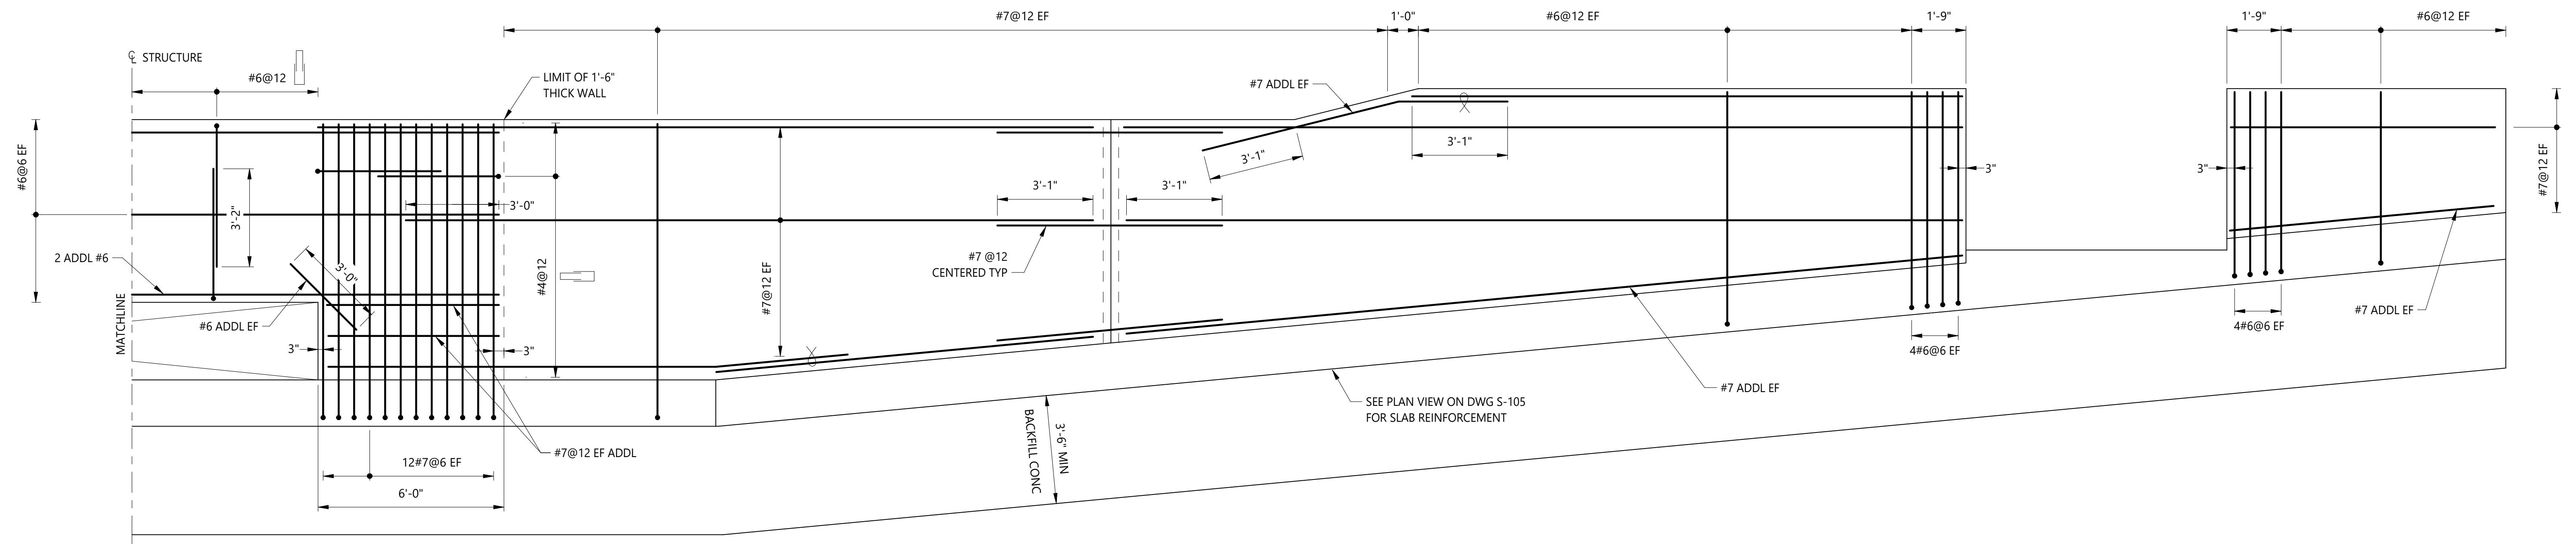 #7@12 EF
1'-0"
#6@12 EF
1'-9"
1'-9"
#6@12 EF
℄ STRUCTURE
#6@12
LIMIT OF 1'-6"
THICK WALL
#7 ADDL EF
#6@6 EF
3'-2"
3'-0"
3'-1"
3'-1"
3'-1"
3'-1"
3"
3"
#7@12 EF
2 ADDL #6
3'-0"
#4@12
#7@12 EF
#7 @12
CENTERED TYP
MATCHLINE
#6 ADDL EF
3"
3"
4#6@6 EF
4#6@6 EF
#7 ADDL EF
#7 ADDL EF
SEE PLAN VIEW ON DWG S-105
FOR SLAB REINFORCEMENT
3'-6" MIN
BACKFILL CONC
#7@12 EF ADDL
12#7@6 EF
6'-0"